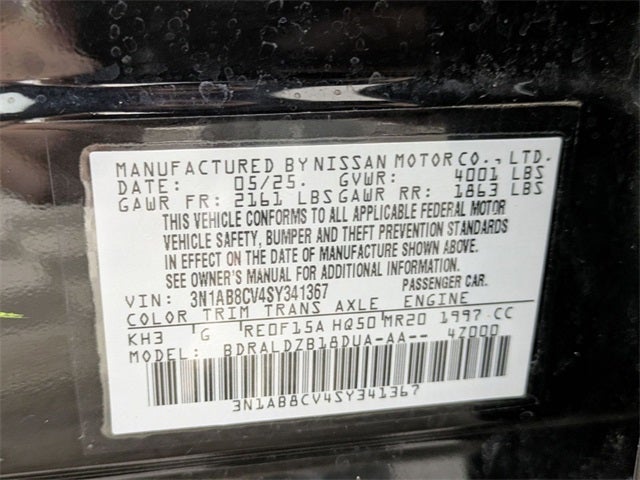 MANUFACTURED BY NISSAN MOTOR CO., LTD.
DATE: 05/25. GVWR: 4001 LBS
GAWR FR: 2161 LBS GAWR RR: 1863 LBS
THIS VEHICLE CONFORMS TO ALL APPLICABLE FEDERAL MOTOR
VEHICLE SAFETY, BUMPER AND THEFT PREVENTION STANDARDS
IN EFFECT ON THE DATE OF MANUFACTURE SHOWN ABOVE.
SEE OWNER'S MANUAL FOR ADDITIONAL INFORMATION.
VIN: 3N1AB8CV4SY341367 PASSENGER CAR.
COLOR TRIM TRANS AXLE ENGINE
KH3 G RE0F15A HQ50 MR20 1997 CC
MODEL: BDRALDZB18DUA-AA-- 4Z000
3N1AB8CV4SY341367